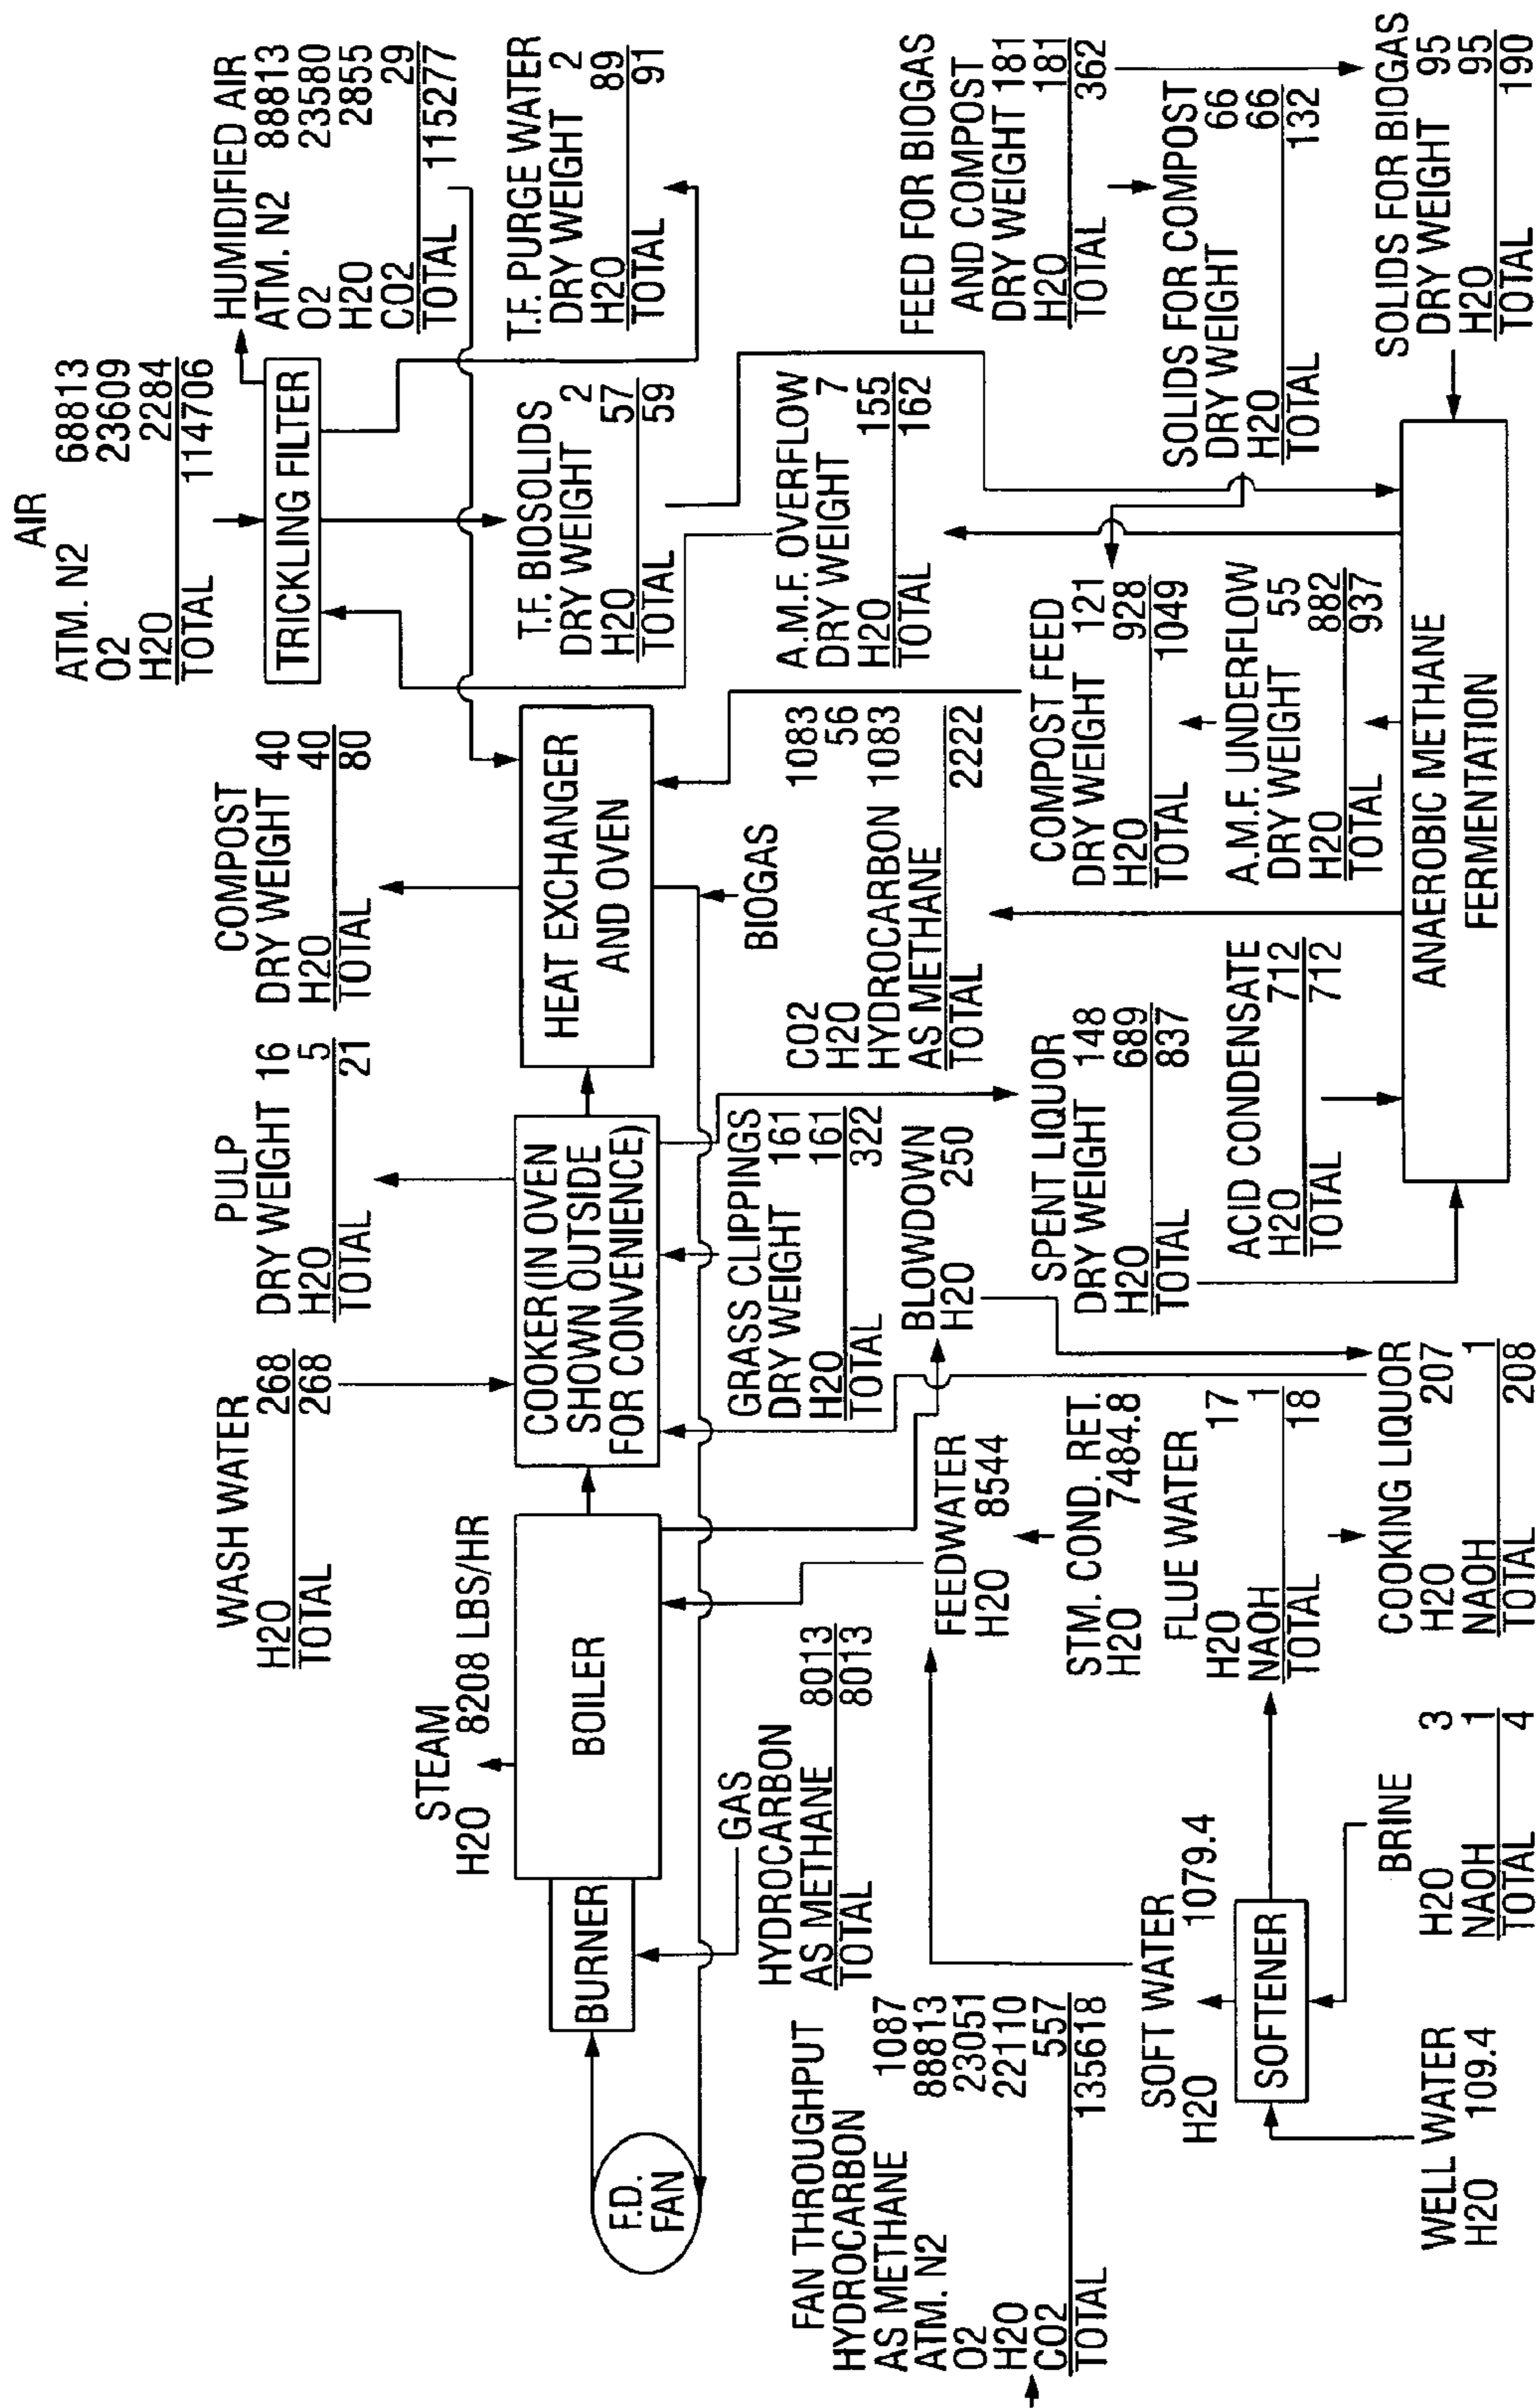 AIR
ATM. N2 68813
O2 23609
H2O 2284
TOTAL 114706
TRICKLING FILTER
HUMIDIFIED AIR
ATM. N2 88813
O2 23580
H2O 2855
CO2 29
TOTAL 115277
T.F. PURGE WATER
DRY WEIGHT 2
H2O 89
TOTAL 91
T.F. BIOSOLIDS
DRY WEIGHT 2
H2O 57
TOTAL 59
A.M.F. OVERFLOW
DRY WEIGHT 7
H2O 155
TOTAL 162
FEED FOR BIOGAS
AND COMPOST
DRY WEIGHT 181
H2O 181
TOTAL 362
SOLIDS FOR COMPOST
DRY WEIGHT 66
H2O 66
TOTAL 132
SOLIDS FOR BIOGAS
DRY WEIGHT 95
H2O 95
TOTAL 190
WASH WATER
H2O 268
TOTAL 268
PULP
DRY WEIGHT 16
H2O 5
TOTAL 21
COMPOST
DRY WEIGHT 40
H2O 40
TOTAL 80
STEAM
H2O 8208 LBS/HR
F.D.
FAN
BURNER
BOILER
COOKER(IN OVEN
SHOWN OUTSIDE
FOR CONVENIENCE)
HEAT EXCHANGER
AND OVEN
BIOGAS
CO2 1083
H2O 56
HYDROCARBON 1083
AS METHANE
TOTAL 2222
GAS
HYDROCARBON
AS METHANE 8013
TOTAL 8013
GRASS CLIPPINGS
DRY WEIGHT 161
H2O 161
TOTAL 322
BLOWDOWN
H2O 250
FEEDWATER
H2O 8544
STM. COND. RET.
H2O 7484.8
FLUE WATER
H2O 17
NAOH 1
TOTAL 18
COOKING LIQUOR
H2O 207
NAOH 1
TOTAL 208
SPENT LIQUOR
DRY WEIGHT 148
H2O 689
TOTAL 837
ACID CONDENSATE
H2O 712
TOTAL 712
COMPOST FEED
DRY WEIGHT 121
H2O 928
TOTAL 1049
A.M.F. UNDERFLOW
DRY WEIGHT 55
H2O 882
TOTAL 937
ANAEROBIC METHANE
FERMENTATION
FAN THROUGHPUT
HYDROCARBON
AS METHANE 1087
ATM. N2 88813
O2 23051
H2O 22110
CO2 557
TOTAL 135618
SOFT WATER
H2O 1079.4
SOFTENER
WELL WATER
H2O 109.4
BRINE
H2O 3
NAOH 1
TOTAL 4